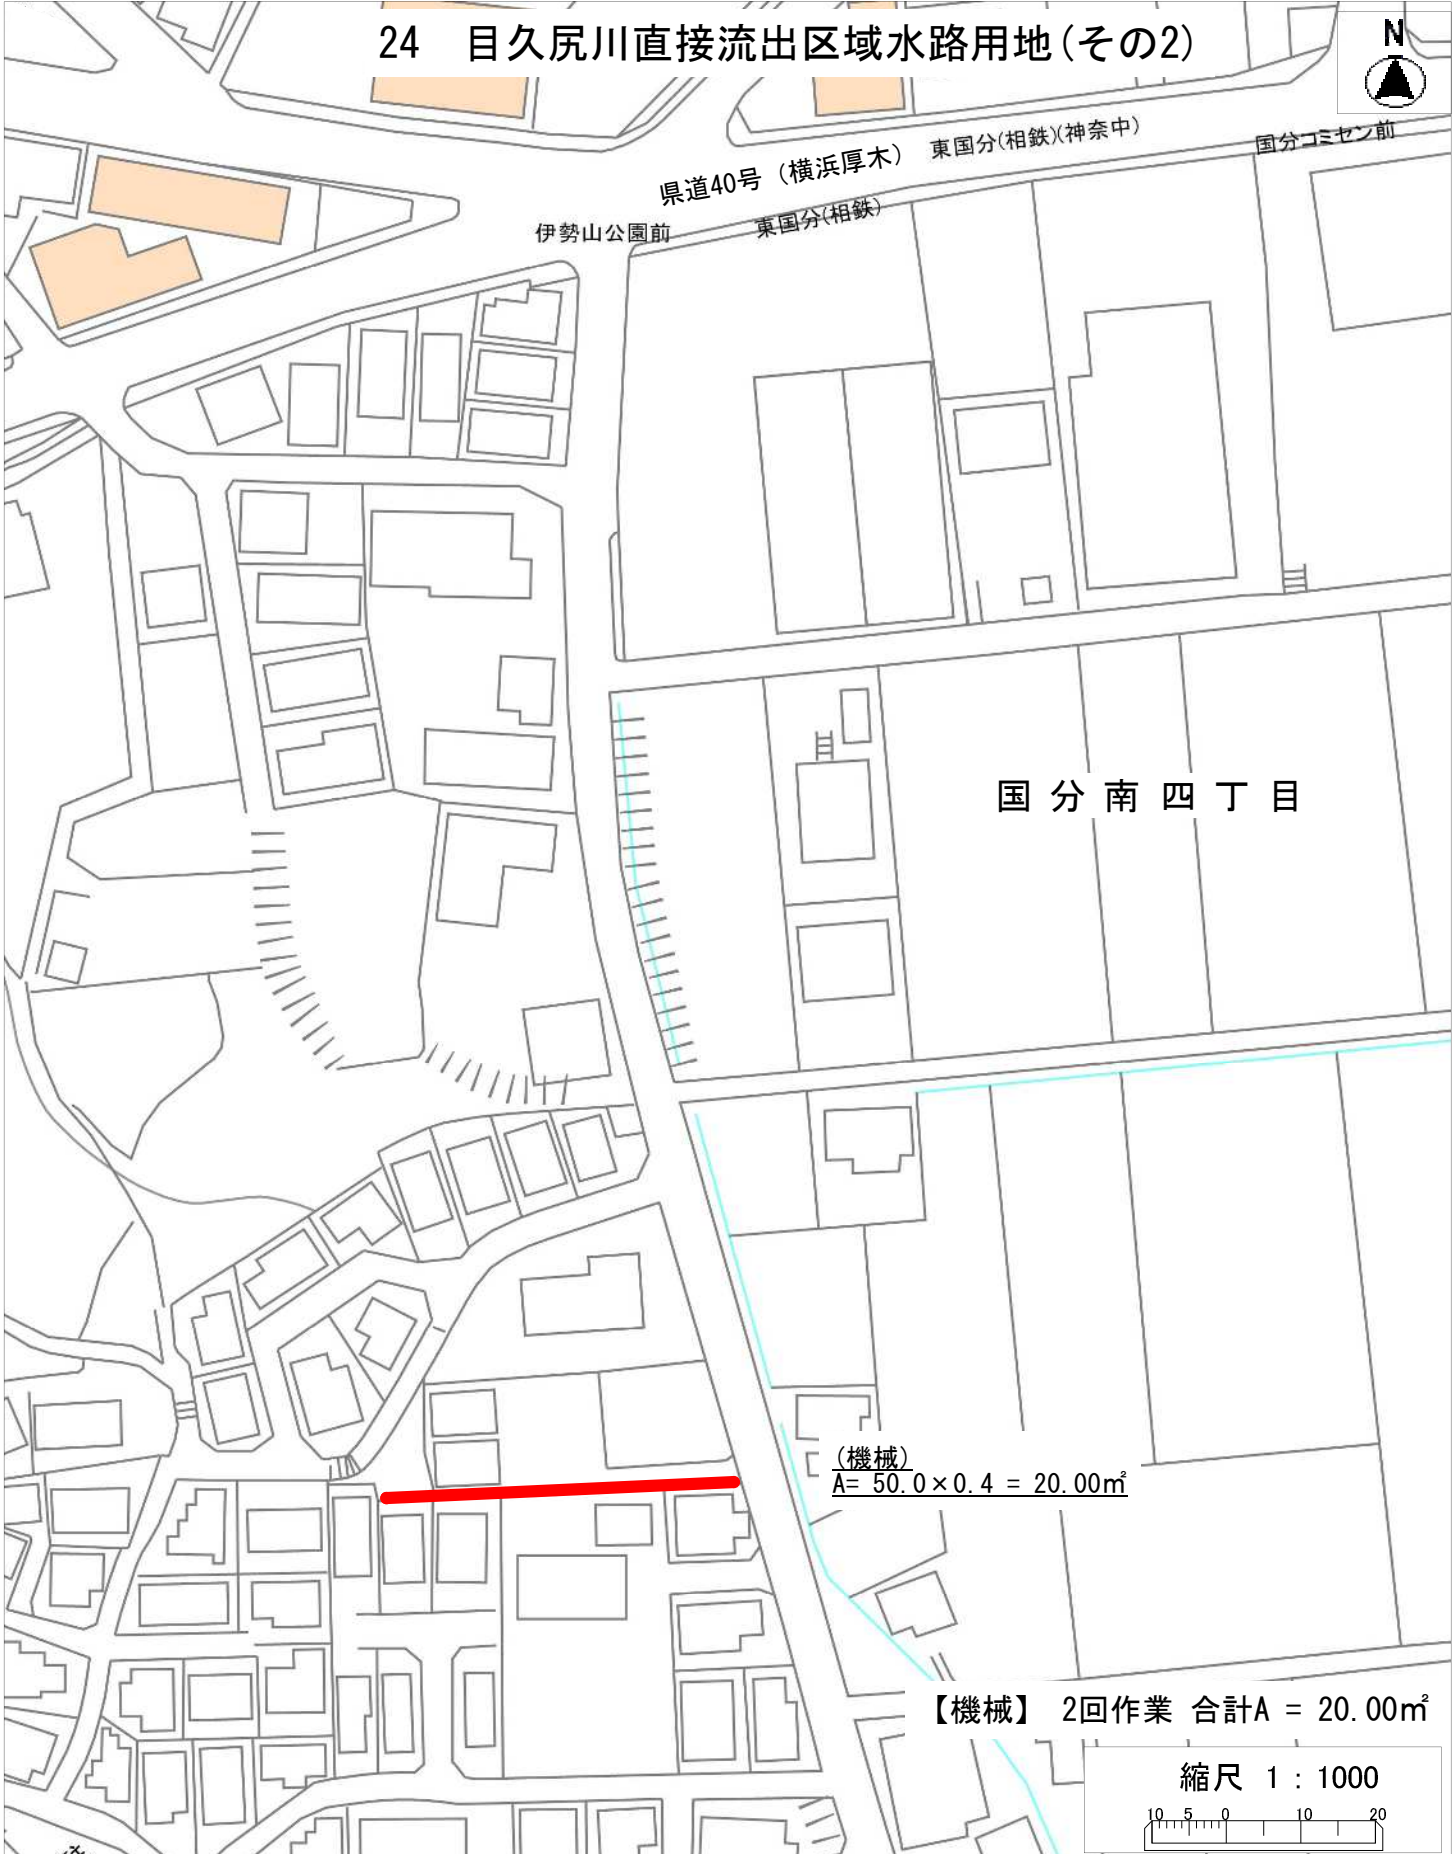 24　目久尻川直接流出区域水路用地(その2)
N
東国分(相鉄)(神奈中)
国分コミセン前
県道40号（横浜厚木）
東国分(相鉄)
伊勢山公園前
国分南四丁目
(機械)
A= 50.0×0.4 = 20.00㎡
【機械】 2回作業 合計A = 20.00㎡
縮尺 1：1000
10 5 0 10 20